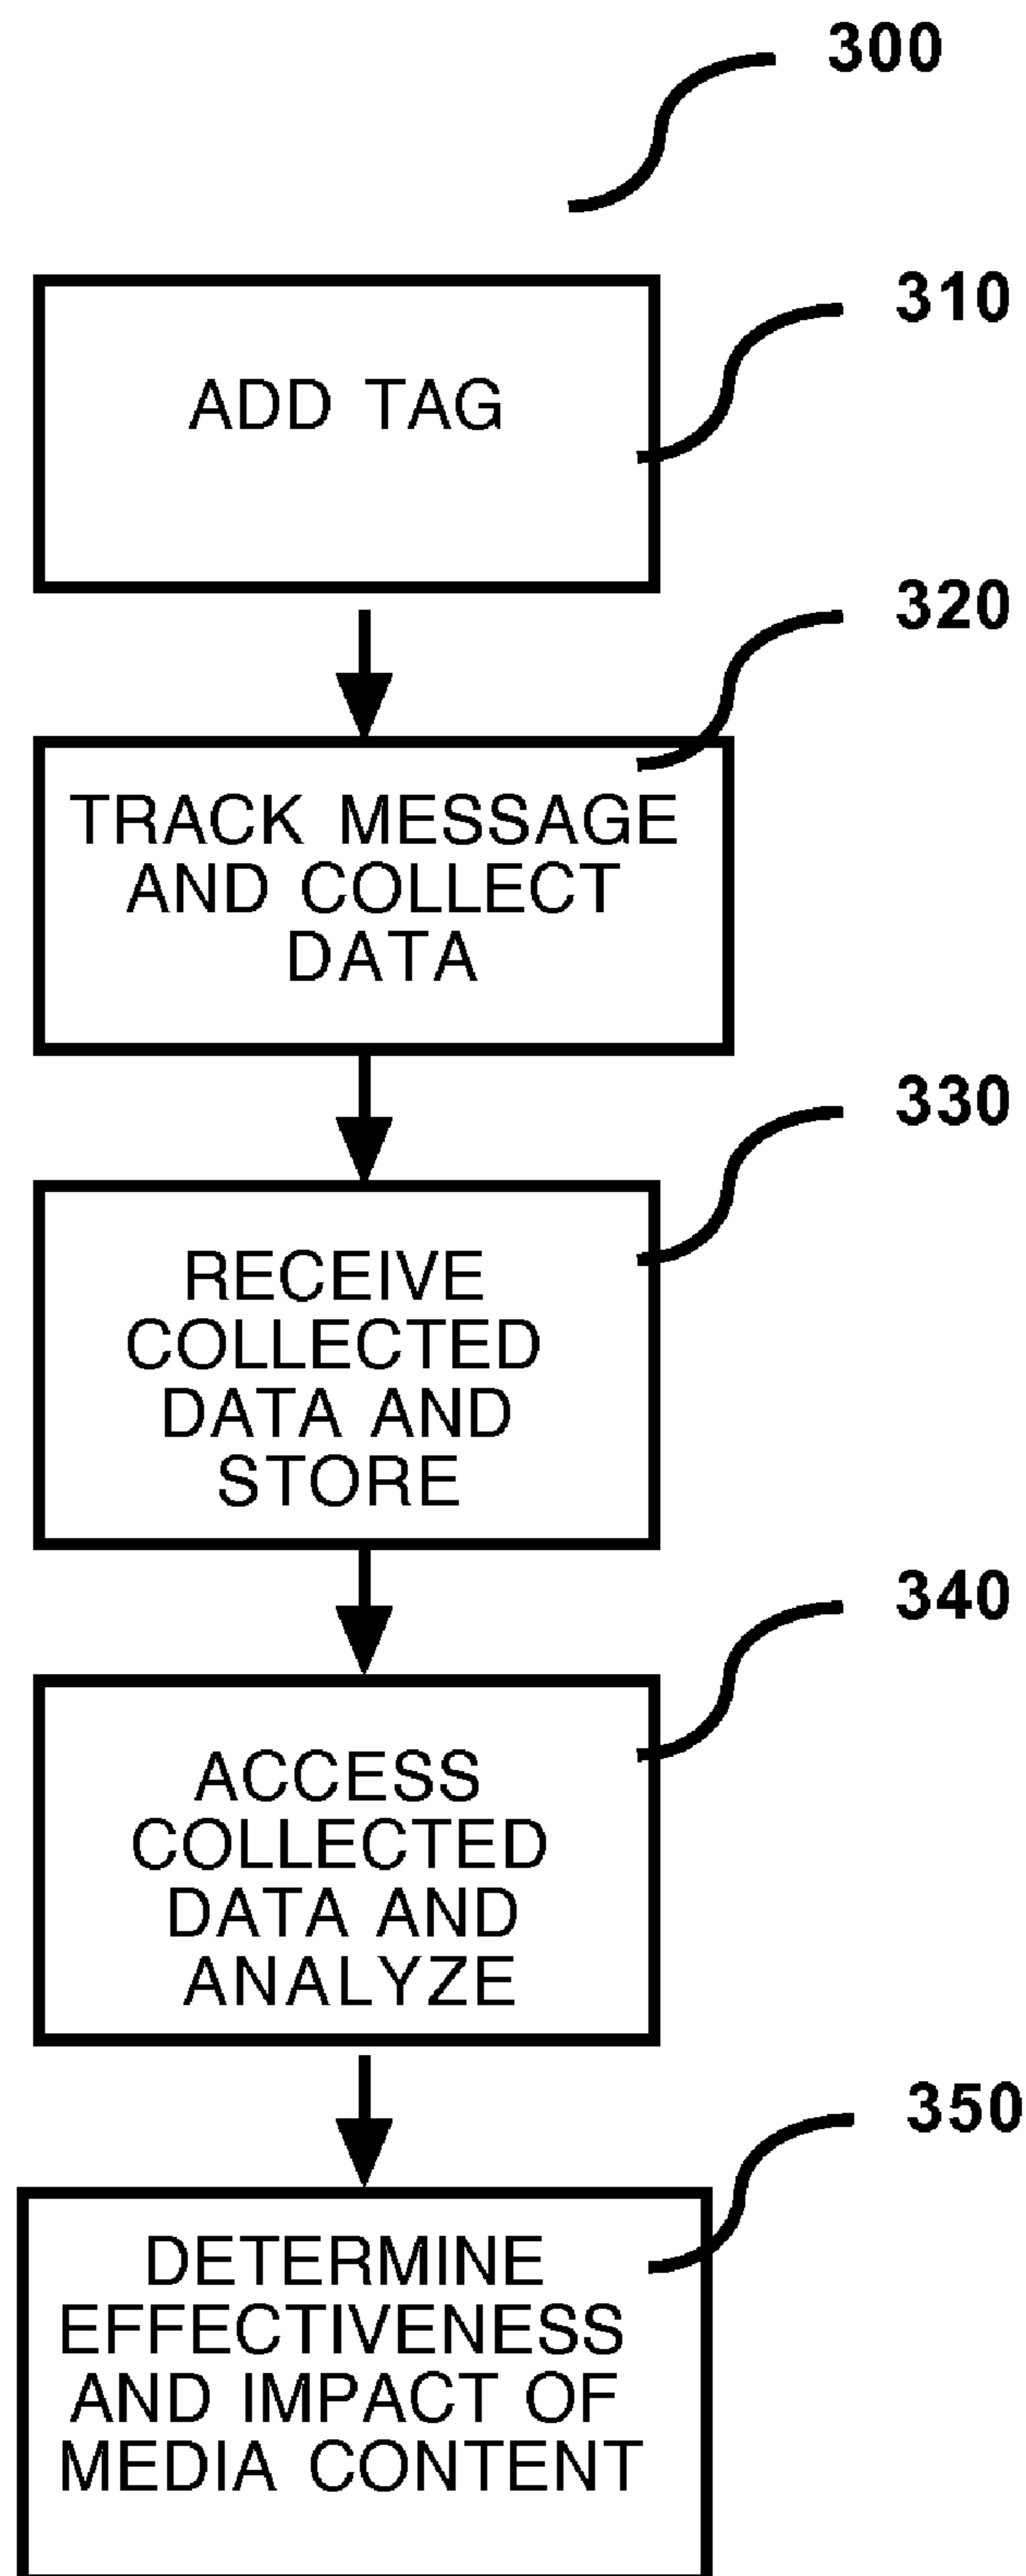 300
310
ADD TAG
320
TRACK MESSAGE
AND COLLECT
DATA
330
RECEIVE
COLLECTED
DATA AND
STORE
340
ACCESS
COLLECTED
DATA AND
ANALYZE
350
DETERMINE
EFFECTIVENESS
AND IMPACT OF
MEDIA CONTENT